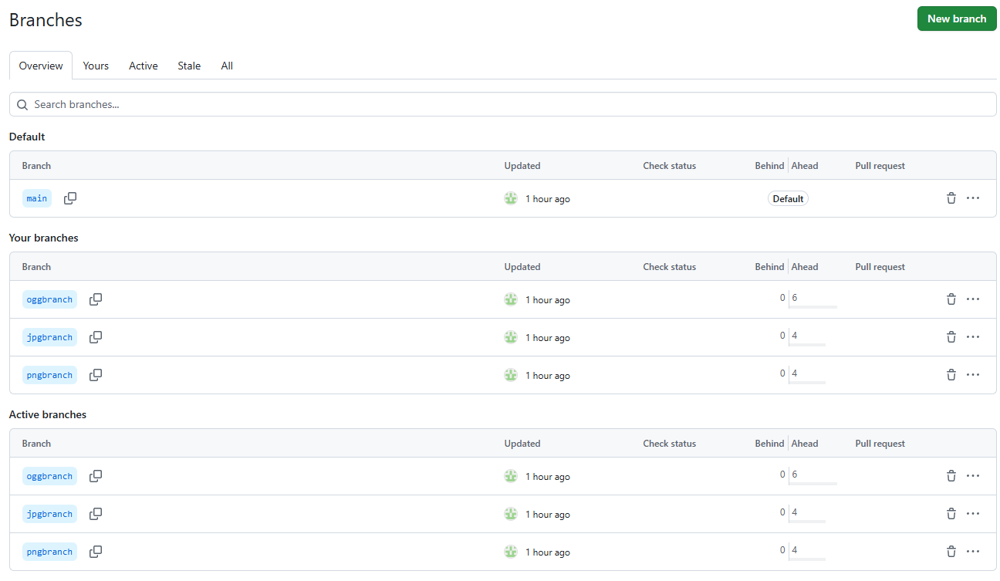 Branches
New branch
Overview Yours Active Stale All
Search branches...
Default
Branch Updated Check status Behind Ahead Pull request
main 1 hour ago Default
Your branches
Branch Updated Check status Behind Ahead Pull request
oggbranch 1 hour ago 0 6
jpgbranch 1 hour ago 0 4
pngbranch 1 hour ago 0 4
Active branches
Branch Updated Check status Behind Ahead Pull request
oggbranch 1 hour ago 0 6
jpgbranch 1 hour ago 0 4
pngbranch 1 hour ago 0 4